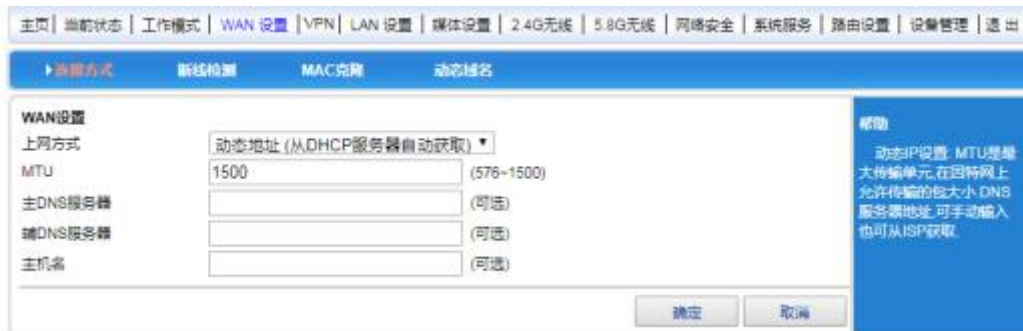 主页| 当前状态 | 工作模式 | WAN 设置 |VPN| LAN 设置 | 媒体设置 | 2.4G无线 | 5.8G无线 | 网络安全 | 系统服务 | 路由设置 | 设备管理 |退 出
连接方式 断线检测 MAC克隆 动态域名
WAN设置
上网方式 动态地址 (从DHCP服务器自动获取)
MTU 1500 (576~1500)
主DNS服务器 (可选)
辅DNS服务器 (可选)
主机名 (可选)
确定 取消
帮助
动态IP设置. MTU是最
大传输单元,在因特网上
允许传输的包大小.DNS
服务器地址,可手动输入
也可从ISP获取.